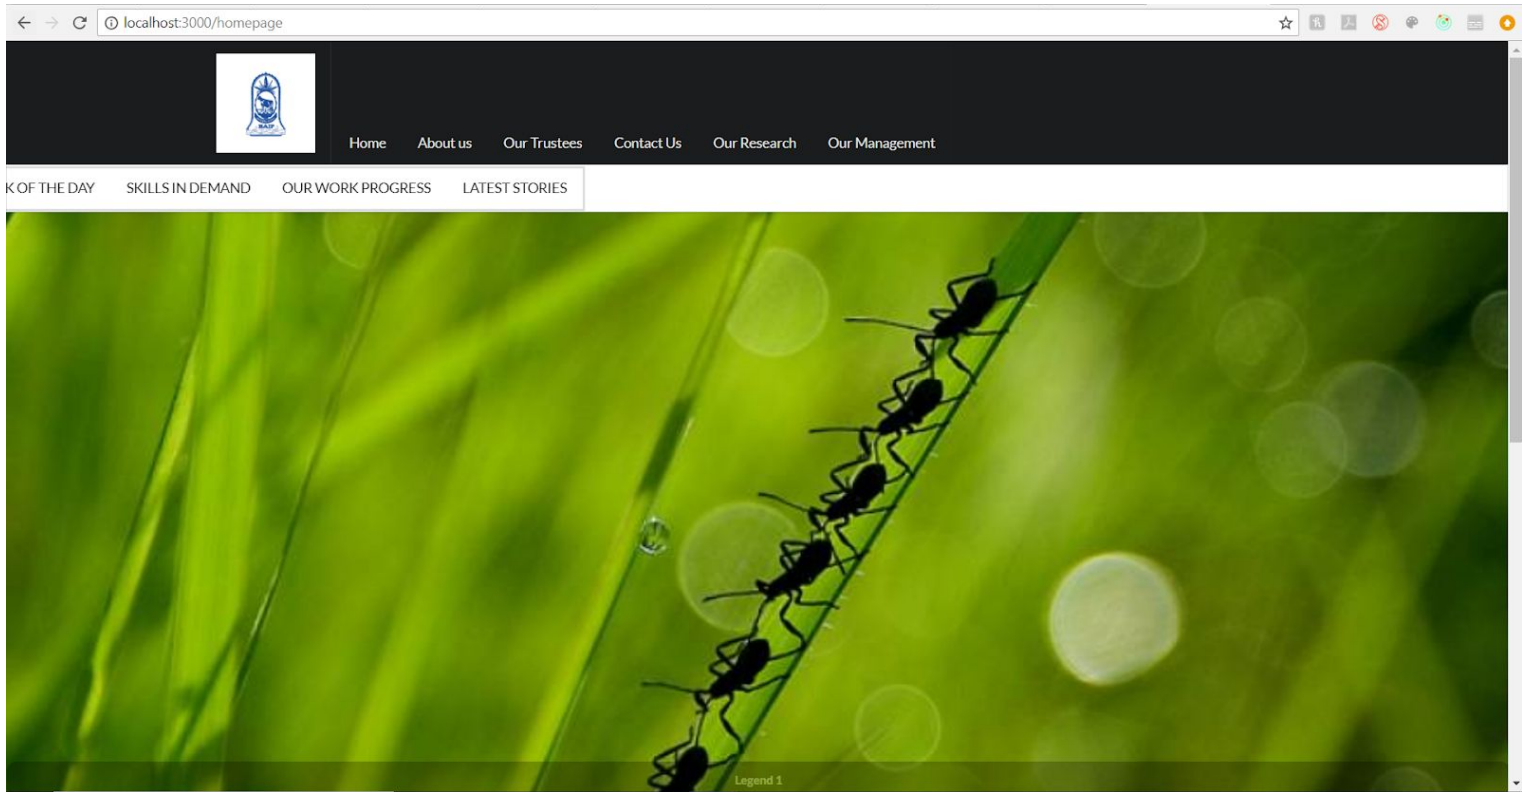 localhost:3000/homepage
BAIF
Home About us Our Trustees Contact Us Our Research Our Management
K OF THE DAY SKILLS IN DEMAND OUR WORK PROGRESS LATEST STORIES
Legend 1